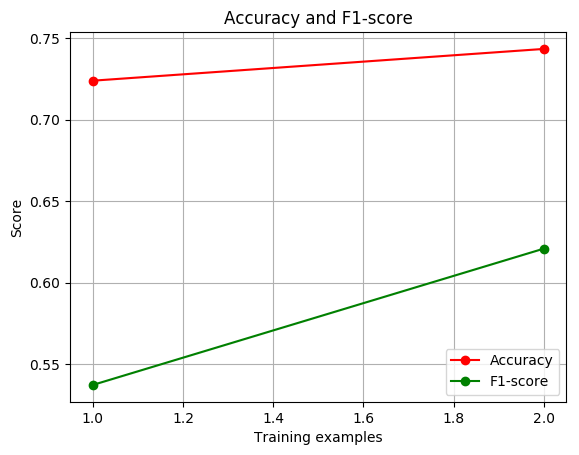 Accuracy and F1-score
0.75
0.70
0.65
0.60
0.55
Score
Accuracy
F1-score
1.0 1.2 1.4 1.6 1.8 2.0
Training examples